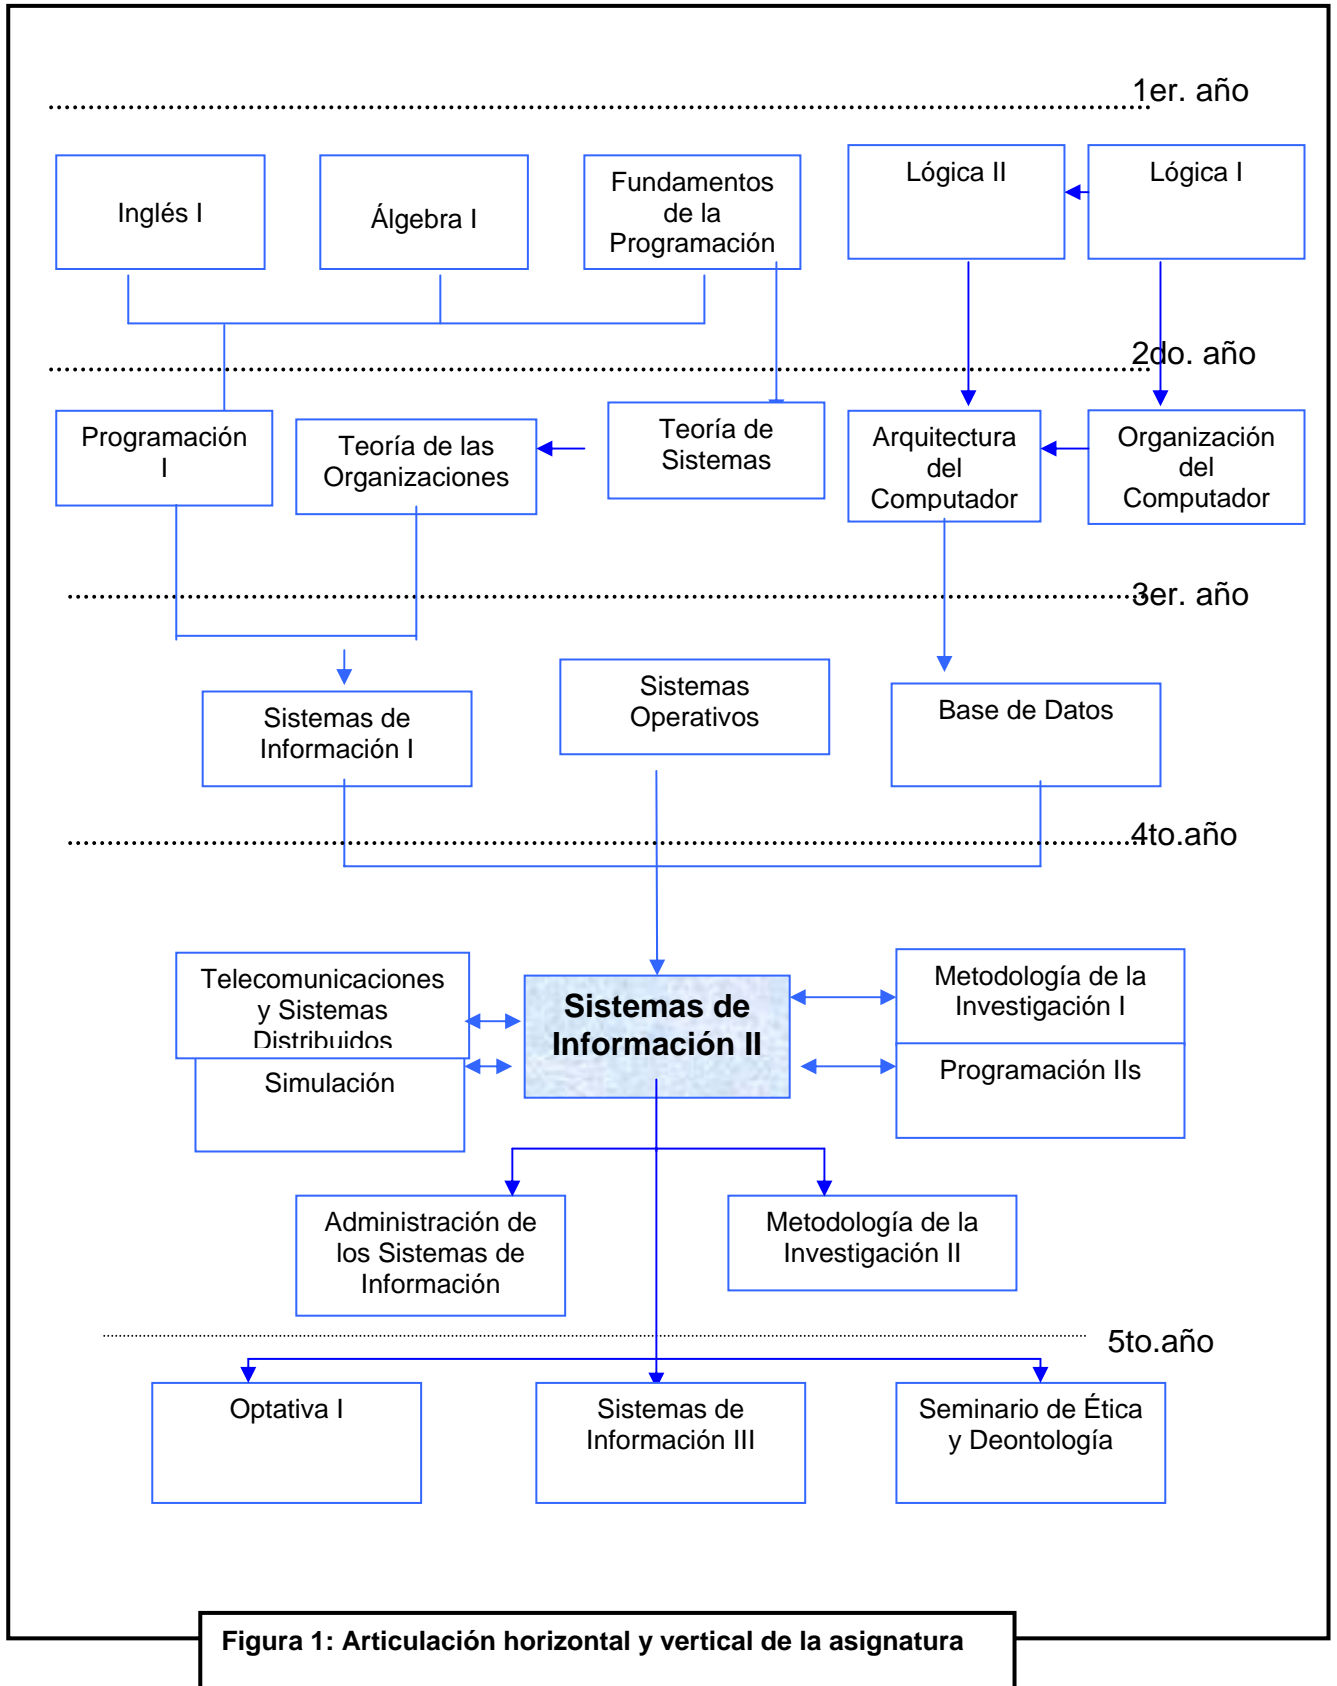 1er. año
Inglés I
Álgebra I
Fundamentos
de la
Programación
Lógica II
Lógica I
2do. año
Programación
I
Teoría de las
Organizaciones
Teoría de
Sistemas
Arquitectura
del
Computador
Organización
del
Computador
3er. año
Sistemas de
Información I
Sistemas
Operativos
Base de Datos
4to.año
Telecomunicaciones
y Sistemas
Distribuidos
Simulación
Sistemas de
Información II
Metodología de la
Investigación I
Programación IIs
Administración de
los Sistemas de
Información
Metodología de la
Investigación II
5to.año
Optativa I
Sistemas de
Información III
Seminario de Ética
y Deontología
Figura 1: Articulación horizontal y vertical de la asignatura